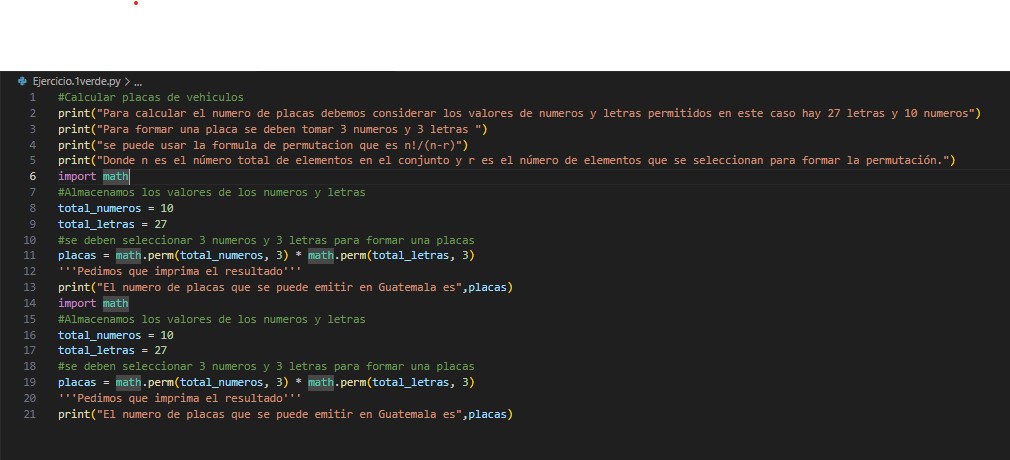 Ejercicio.1verde.py > ...
1 #Calcular placas de vehiculos
2 print("Para calcular el numero de placas debemos considerar los valores de numeros y letras permitidos en este caso hay 27 letras y 10 numeros")
3 print("Para formar una placa se deben tomar 3 numeros y 3 letras ")
4 print("se puede usar la formula de permutacion que es n!/(n-r)")
5 print("Donde n es el número total de elementos en el conjunto y r es el número de elementos que se seleccionan para formar la permutación.")
6 import math
7 #Almacenamos los valores de los numeros y letras
8 total_numeros = 10
9 total_letras = 27
10 #se deben seleccionar 3 numeros y 3 letras para formar una placas
11 placas = math.perm(total_numeros, 3) * math.perm(total_letras, 3)
12 '''Pedimos que imprima el resultado'''
13 print("El numero de placas que se puede emitir en Guatemala es",placas)
14 import math
15 #Almacenamos los valores de los numeros y letras
16 total_numeros = 10
17 total_letras = 27
18 #se deben seleccionar 3 numeros y 3 letras para formar una placas
19 placas = math.perm(total_numeros, 3) * math.perm(total_letras, 3)
20 '''Pedimos que imprima el resultado'''
21 print("El numero de placas que se puede emitir en Guatemala es",placas)